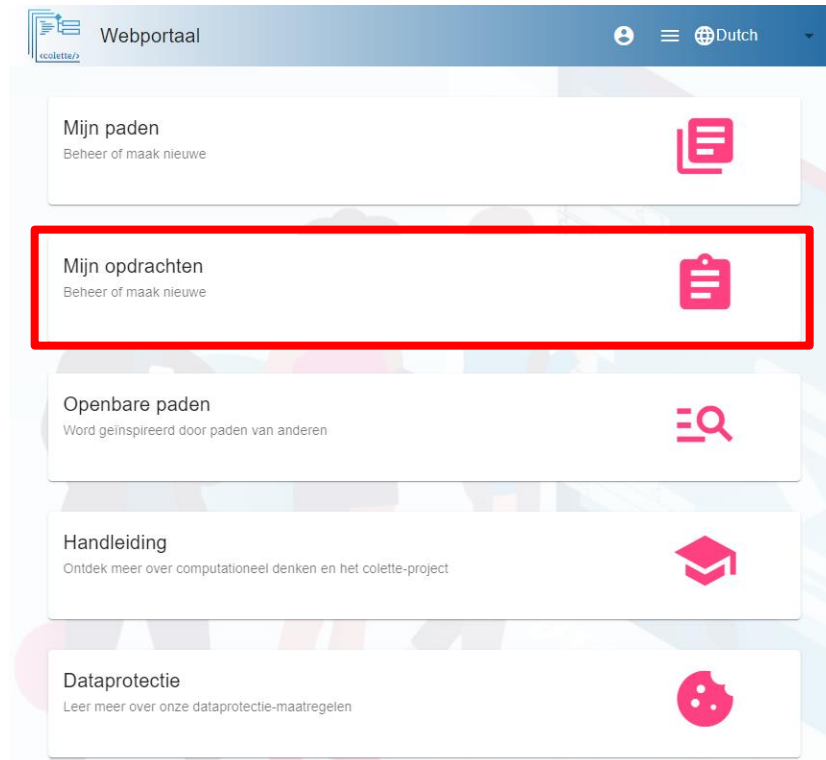 <colette/>
Webportaal
Dutch
Mijn paden
Beheer of maak nieuwe
Mijn opdrachten
Beheer of maak nieuwe
Openbare paden
Word geïnspireerd door paden van anderen
Handleiding
Ontdek meer over computationeel denken en het colette-project
Dataprotectie
Leer meer over onze dataprotectie-maatregelen